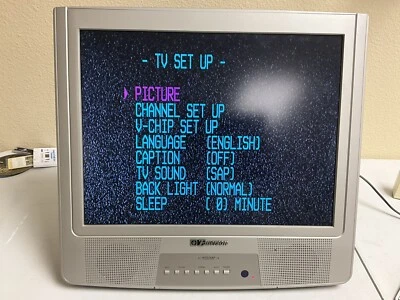 - TV SET UP -
PICTURE
CHANNEL SET UP
V-CHIP SET UP
LANGUAGE (ENGLISH)
CAPTION (OFF)
TV SOUND (SAP)
BACK LIGHT (NORMAL)
SLEEP ( 0) MINUTE